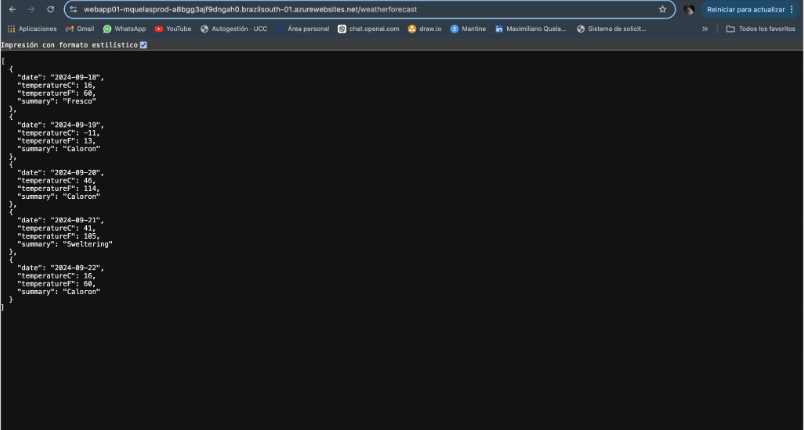 webapp01-mquelasprod-a8bgg3ajf9dngah0.brazilsouth-01.azurewebsites.net/weatherforecast
Reiniciar para actualizar
Aplicaciones Gmail WhatsApp YouTube Autogestión - UCC Área personal chat.openai.com draw.io Mantine Maximiliano Quela... Sistema de solicit... » Todos los favoritos
Impresión con formato estilístico
[
{
"date": "2024-09-18",
"temperatureC": 16,
"temperatureF": 60,
"summary": "Fresco"
},
{
"date": "2024-09-19",
"temperatureC": -11,
"temperatureF": 13,
"summary": "Caloron"
},
{
"date": "2024-09-20",
"temperatureC": 46,
"temperatureF": 114,
"summary": "Caloron"
},
{
"date": "2024-09-21",
"temperatureC": 41,
"temperatureF": 105,
"summary": "Sweltering"
},
{
"date": "2024-09-22",
"temperatureC": 16,
"temperatureF": 60,
"summary": "Caloron"
}
]